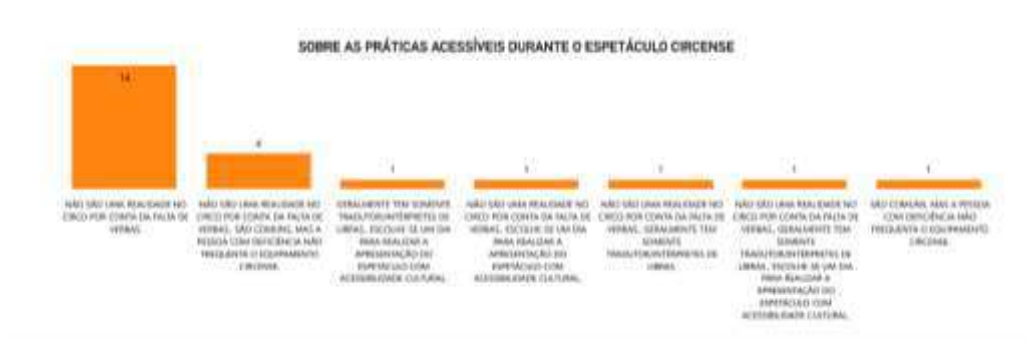 SOBRE AS PRÁTICAS ACESSÍVEIS DURANTE O ESPETÁCULO CIRCENSE
14
4
1
1
1
1
1
NÃO SÃO UMA REALIDADE NO
CIRCO POR CONTA DA FALTA DE
VERBAS.
NÃO SÃO UMA REALIDADE NO
CIRCO POR CONTA DA FALTA DE
VERBAS., SÃO COMUNS, MAS A
PESSOA COM DEFICIÊNCIA NÃO
FREQUENTA O EQUIPAMENTO
CIRCENSE.
GERALMENTE TEM SOMENTE
TRADUTOR/INTÉRPRETES DE
LIBRAS., ESCOLHE-SE UM DIA
PARA REALIZAR A
APRESENTAÇÃO DO
ESPETÁCULO COM
ACESSIBILIDADE CULTURAL.
NÃO SÃO UMA REALIDADE NO
CIRCO POR CONTA DA FALTA DE
VERBAS., ESCOLHE-SE UM DIA
PARA REALIZAR A
APRESENTAÇÃO DO
ESPETÁCULO COM
ACESSIBILIDADE CULTURAL.
NÃO SÃO UMA REALIDADE NO
CIRCO POR CONTA DA FALTA DE
VERBAS., GERALMENTE TEM
SOMENTE
TRADUTOR/INTÉRPRETES DE
LIBRAS.
NÃO SÃO UMA REALIDADE NO
CIRCO POR CONTA DA FALTA DE
VERBAS., GERALMENTE TEM
SOMENTE
TRADUTOR/INTÉRPRETES DE
LIBRAS., ESCOLHE-SE UM DIA
PARA REALIZAR A
APRESENTAÇÃO DO
ESPETÁCULO COM
ACESSIBILIDADE CULTURAL.
SÃO COMUNS, MAS A PESSOA
COM DEFICIÊNCIA NÃO
FREQUENTA O EQUIPAMENTO
CIRCENSE.